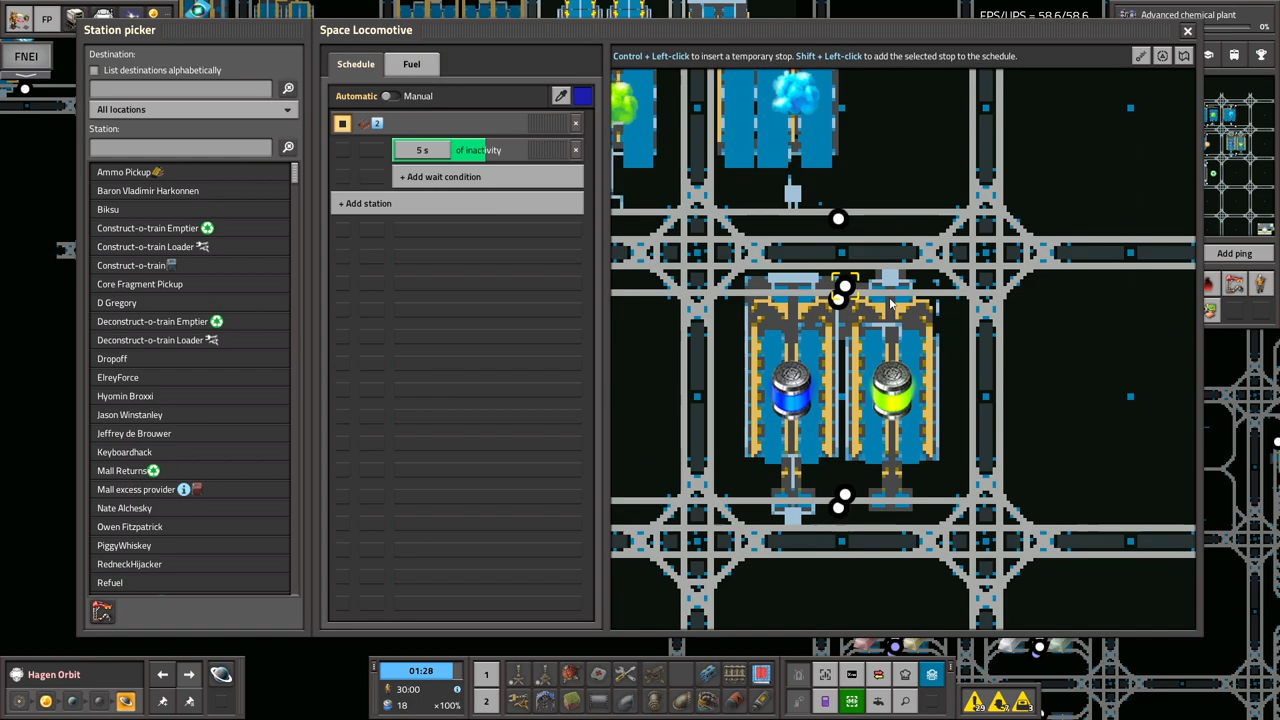 FP
FPS/UPS = 58.6/58.6
Advanced chemical plant
0%
FNEI
Station picker
Destination:
List destinations alphabetically
All locations
Station:
Ammo Pickup
Baron Vladimir Harkonnen
Biksu
Construct-o-train Emptier
Construct-o-train Loader
Construct-o-train
Core Fragment Pickup
D Gregory
Deconstruct-o-train Emptier
Deconstruct-o-train Loader
Dropoff
ElreyForce
Hyomin Broxxi
Jason Winstanley
Jeffrey de Brouwer
Keyboardhack
Mall Returns
Mall excess provider
Nate Alchesky
Owen Fitzpatrick
PiggyWhiskey
RedneckHijacker
Refuel
Space Locomotive
Schedule
Fuel
Automatic
Manual
2
5 s
of inactivity
+ Add wait condition
+ Add station
Control + Left-click to insert a temporary stop. Shift + Left-click to add the selected stop to the schedule.
Add ping
Hagen Orbit
01:28
30:00
18
×100%
1
2